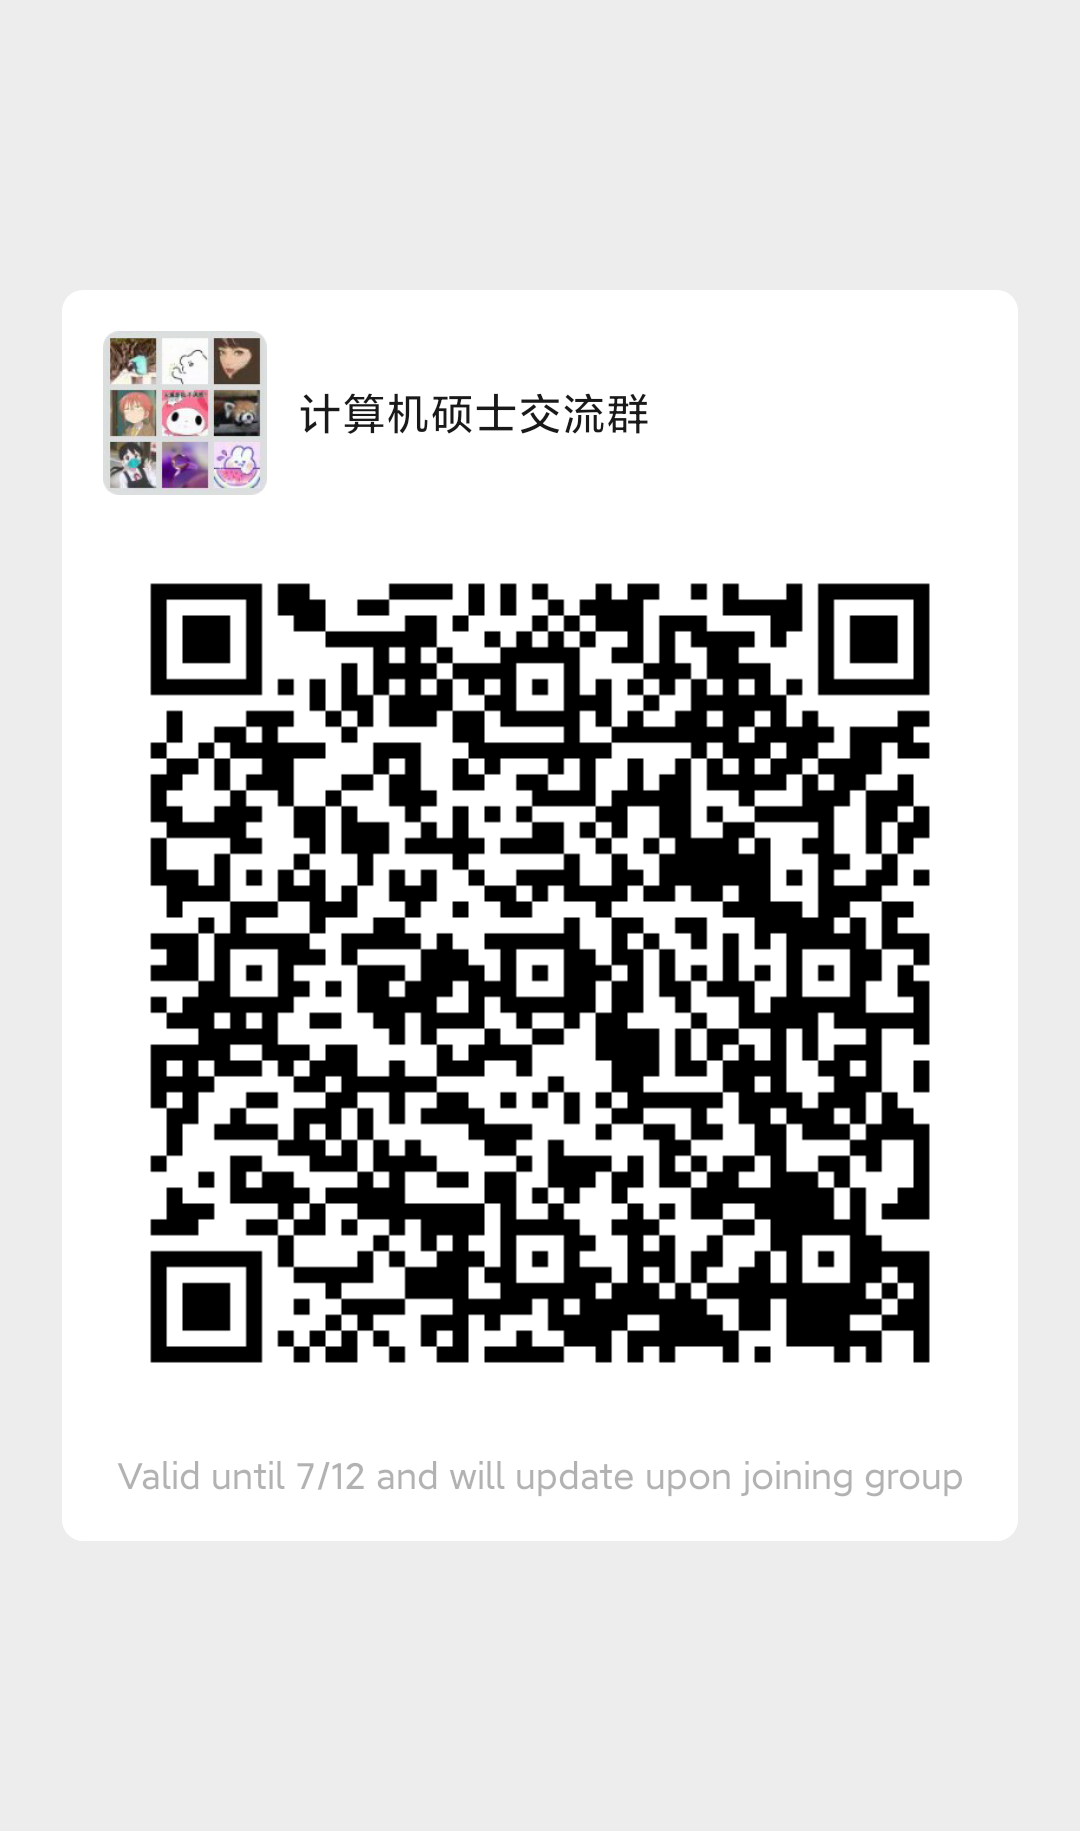 计算机硕士交流群
Valid until 7/12 and will update upon joining group